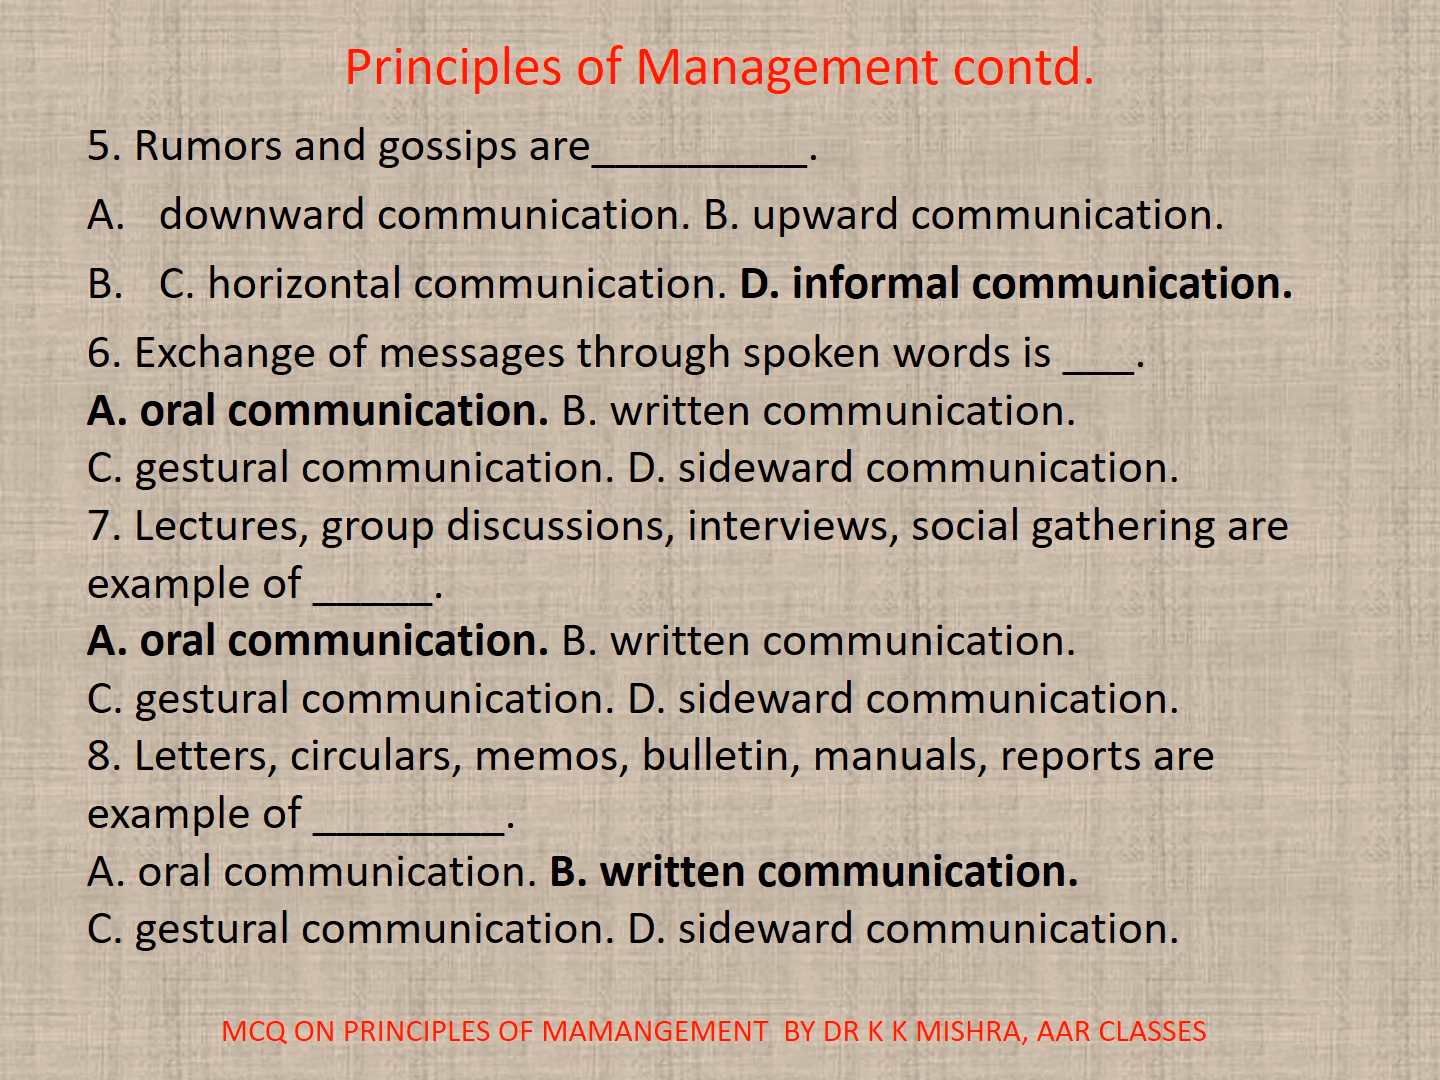 Principles of Management contd.
5. Rumors and gossips are_________.
A. downward communication. B. upward communication.
B. C. horizontal communication. D. informal communication.
6. Exchange of messages through spoken words is ___.
A. oral communication. B. written communication.
C. gestural communication. D. sideward communication.
7. Lectures, group discussions, interviews, social gathering are
example of _____.
A. oral communication. B. written communication.
C. gestural communication. D. sideward communication.
8. Letters, circulars, memos, bulletin, manuals, reports are
example of ________.
A. oral communication. B. written communication.
C. gestural communication. D. sideward communication.
MCQ ON PRINCIPLES OF MAMANGEMENT BY DR K K MISHRA, AAR CLASSES